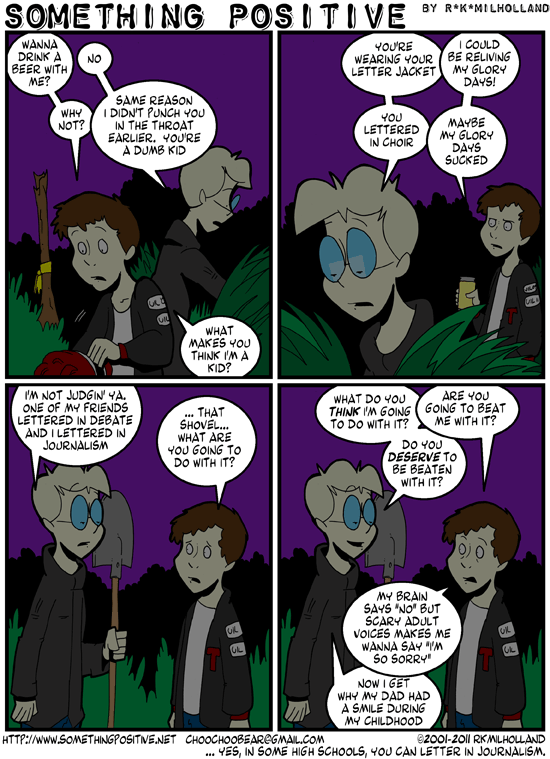 SOMETHING POSITIVE BY R*K*MILHOLLAND
WANNA
DRINK A
BEER WITH
ME?
NO
WHY
NOT?
SAME REASON
I DIDN'T PUNCH YOU
IN THE THROAT
EARLIER. YOU'RE
A DUMB KID
WHAT
MAKES YOU
THINK I'M A
KID?
YOU'RE
WEARING YOUR
LETTER JACKET
I COULD
BE RELIVING
MY GLORY
DAYS!
YOU
LETTERED
IN CHOIR
MAYBE
MY GLORY
DAYS
SUCKED
T
I'M NOT JUDGIN' YA.
ONE OF MY FRIENDS
LETTERED IN DEBATE
AND I LETTERED IN
JOURNALISM
... THAT
SHOVEL...
WHAT ARE
YOU GOING TO
DO WITH IT?
UIL
T
WHAT DO YOU
THINK I'M GOING
TO DO WITH IT?
ARE YOU
GOING TO BEAT
ME WITH IT?
DO YOU
DESERVE TO
BE BEATEN
WITH IT?
MY BRAIN
SAYS "NO" BUT
SCARY ADULT
VOICES MAKES ME
WANNA SAY "I'M
SO SORRY"
NOW I GET
WHY MY DAD HAD
A SMILE DURING
MY CHILDHOOD
UIL
UIL
T
HTTP://WWW.SOMETHINGPOSITIVE.NET CHOOCHOOBEAR@GMAIL.COM ©2001-2011 RKMILHOLLAND
... YES, IN SOME HIGH SCHOOLS, YOU CAN LETTER IN JOURNALISM.